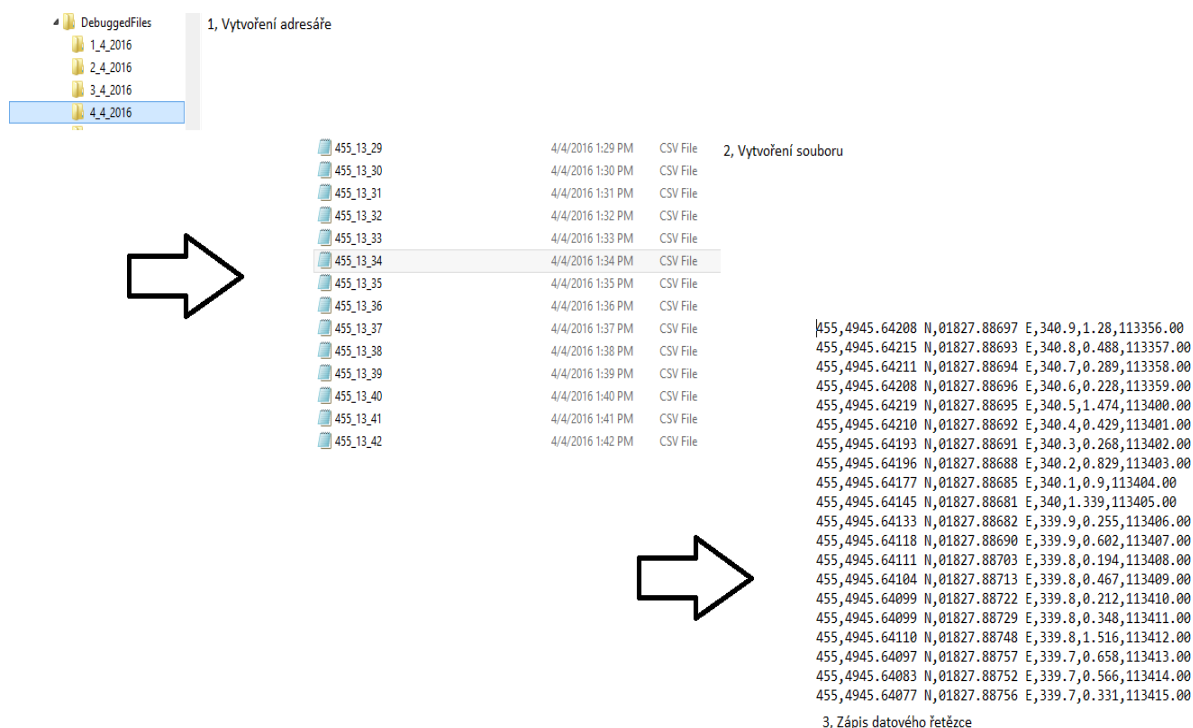 DebuggedFiles
1, Vytvoření adresáře
1_4_2016
2_4_2016
3_4_2016
4_4_2016
455_13_29 4/4/2016 1:29 PM CSV File
2, Vytvoření souboru
455_13_30 4/4/2016 1:30 PM CSV File
455_13_31 4/4/2016 1:31 PM CSV File
455_13_32 4/4/2016 1:32 PM CSV File
455_13_33 4/4/2016 1:33 PM CSV File
455_13_34 4/4/2016 1:34 PM CSV File
455_13_35 4/4/2016 1:35 PM CSV File
455_13_36 4/4/2016 1:36 PM CSV File
455_13_37 4/4/2016 1:37 PM CSV File
455_13_38 4/4/2016 1:38 PM CSV File
455_13_39 4/4/2016 1:39 PM CSV File
455_13_40 4/4/2016 1:40 PM CSV File
455_13_41 4/4/2016 1:41 PM CSV File
455_13_42 4/4/2016 1:42 PM CSV File
455,4945.64208 N,01827.88697 E,340.9,1.28,113356.00
455,4945.64215 N,01827.88693 E,340.8,0.488,113357.00
455,4945.64211 N,01827.88694 E,340.7,0.289,113358.00
455,4945.64208 N,01827.88696 E,340.6,0.228,113359.00
455,4945.64219 N,01827.88695 E,340.5,1.474,113400.00
455,4945.64210 N,01827.88692 E,340.4,0.429,113401.00
455,4945.64193 N,01827.88691 E,340.3,0.268,113402.00
455,4945.64196 N,01827.88688 E,340.2,0.829,113403.00
455,4945.64177 N,01827.88685 E,340.1,0.9,113404.00
455,4945.64145 N,01827.88681 E,340,1.339,113405.00
455,4945.64133 N,01827.88682 E,339.9,0.255,113406.00
455,4945.64118 N,01827.88690 E,339.9,0.602,113407.00
455,4945.64111 N,01827.88703 E,339.8,0.194,113408.00
455,4945.64104 N,01827.88713 E,339.8,0.467,113409.00
455,4945.64099 N,01827.88722 E,339.8,0.212,113410.00
455,4945.64099 N,01827.88729 E,339.8,0.348,113411.00
455,4945.64110 N,01827.88748 E,339.8,1.516,113412.00
455,4945.64097 N,01827.88757 E,339.7,0.658,113413.00
455,4945.64083 N,01827.88752 E,339.7,0.566,113414.00
455,4945.64077 N,01827.88756 E,339.7,0.331,113415.00
3, Zápis datového řetězce